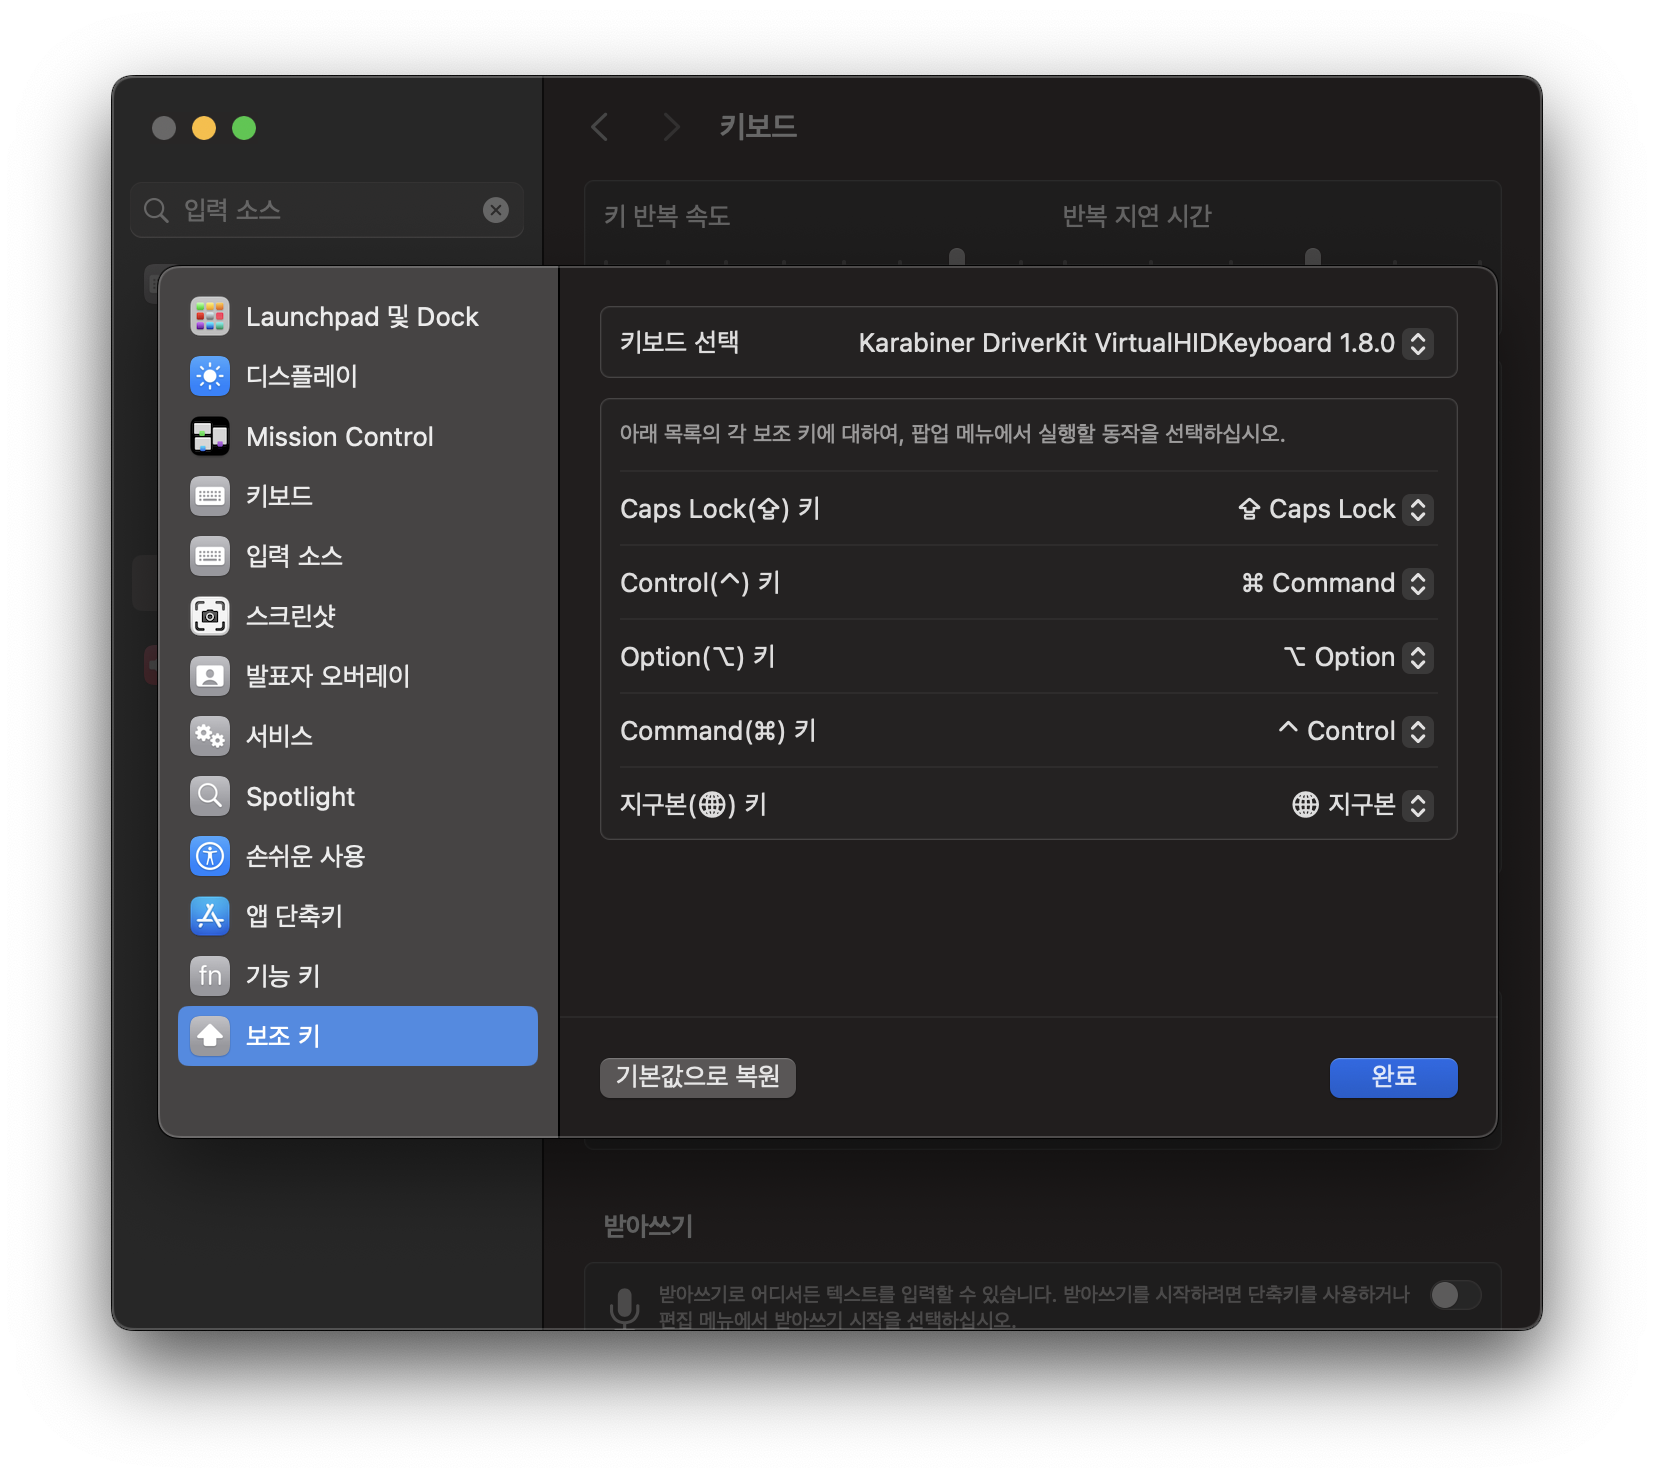 키보드
입력 소스
키 반복 속도
반복 지연 시간
Launchpad 및 Dock
디스플레이
Mission Control
키보드
입력 소스
스크린샷
발표자 오버레이
서비스
Spotlight
손쉬운 사용
앱 단축키
fn 기능 키
보조 키
키보드 선택 Karabiner DriverKit VirtualHIDKeyboard 1.8.0
아래 목록의 각 보조 키에 대하여, 팝업 메뉴에서 실행할 동작을 선택하십시오.
Caps Lock(⇪) 키 ⇪ Caps Lock
Control(^) 키 ⌘ Command
Option(⌥) 키 ⌥ Option
Command(⌘) 키 ^ Control
지구본(🌐) 키 🌐 지구본
기본값으로 복원
완료
받아쓰기
받아쓰기로 어디서든 텍스트를 입력할 수 있습니다. 받아쓰기를 시작하려면 단축키를 사용하거나
편집 메뉴에서 받아쓰기 시작을 선택하십시오.